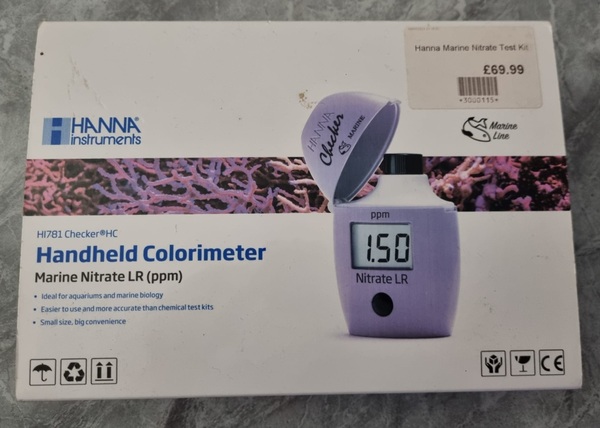 Hanna Marine Nitrate Test Kit
£69.99
*3000115*
HANNA
instruments
HANNA
Checker
MARINE
Marine
Line
HI781 Checker®HC
Handheld Colorimeter
Marine Nitrate LR (ppm)
• Ideal for aquariums and marine biology
• Easier to use and more accurate than chemical test kits
• Small size, big convenience
ppm
1.50
Nitrate LR
CE